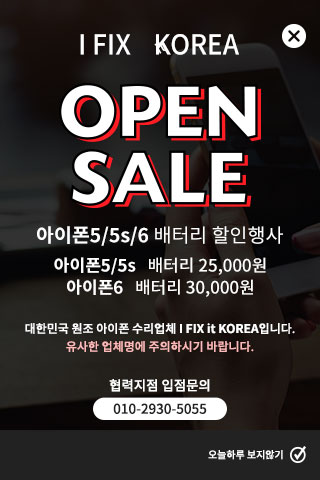 I FIX KOREA
OPEN
SALE
아이폰5/5s/6 배터리 할인행사
아이폰5/5s 배터리 25,000원
아이폰6 배터리 30,000원
대한민국 원조 아이폰 수리업체 I FIX it KOREA입니다.
유사한 업체명에 주의하시기 바랍니다.
협력지점 입점문의
010-2930-5055
오늘하루 보지않기